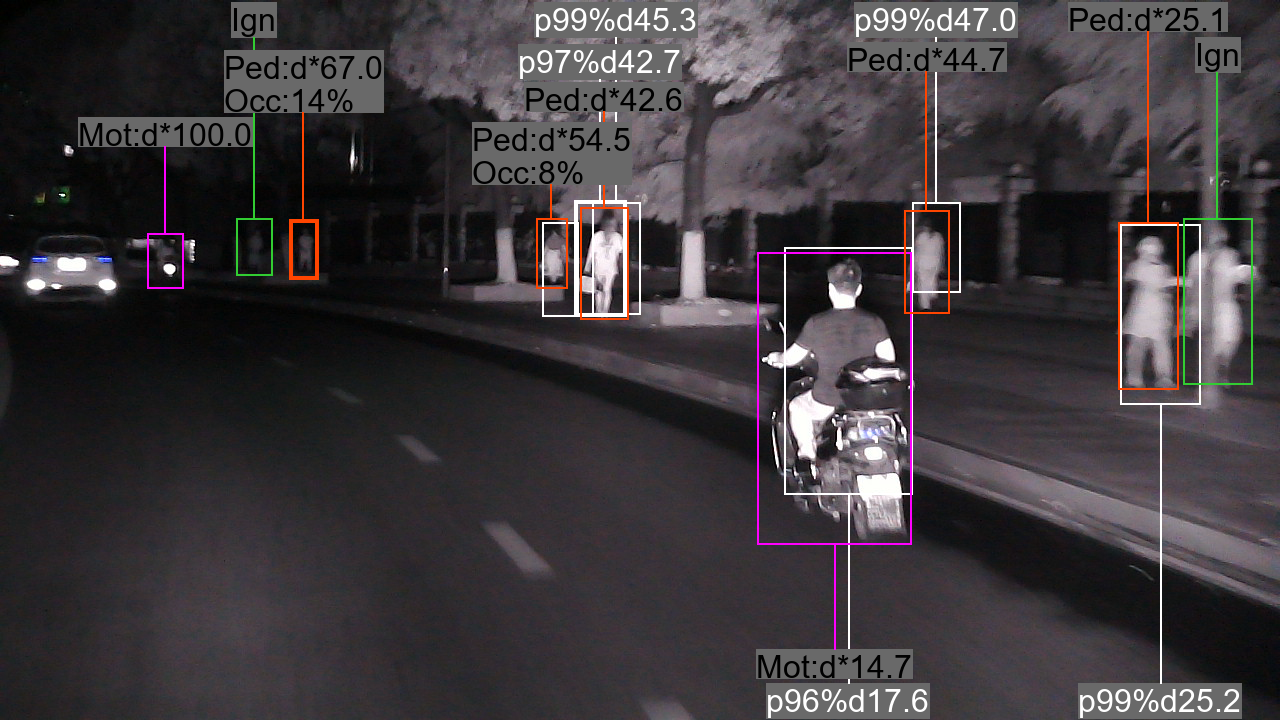 Ign
p99%d45.3
p99%d47.0
Ped:d*25.1
Ped:d*67.0
Occ:14%
p97%d42.7
Ped:d*44.7
Ign
Mot:d*100.0
Ped:d*42.6
Ped:d*54.5
Occ:8%
Mot:d*14.7
p96%d17.6
p99%d25.2